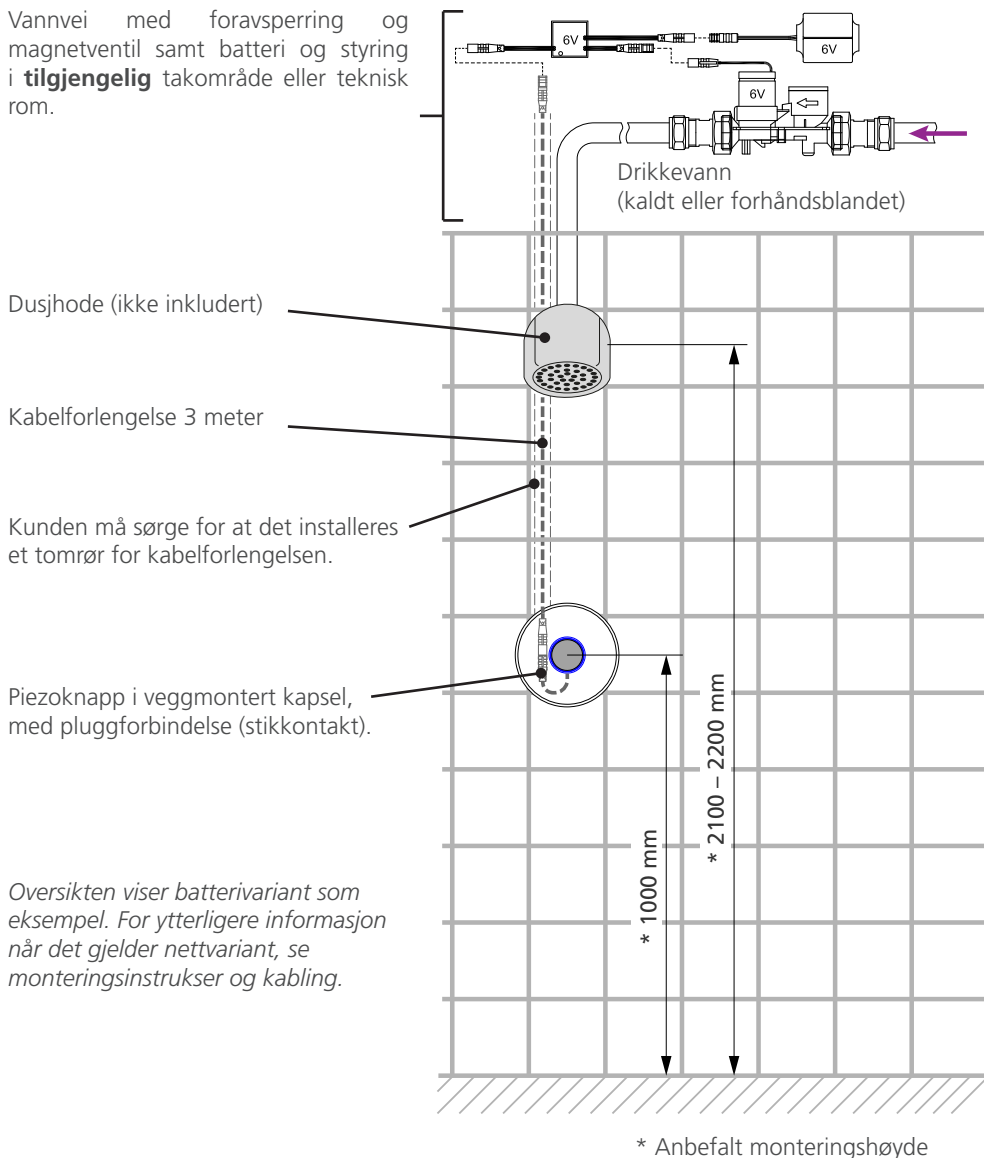 Vannvei med foravsperring og
magnetventil samt batteri og styring
i tilgjengelig takområde eller teknisk
rom.
6V
6V
6V
Drikkevann
(kaldt eller forhåndsblandet)
Dusjhode (ikke inkludert)
Kabelforlengelse 3 meter
Kunden må sørge for at det installeres
et tomrør for kabelforlengelsen.
Piezoknapp i veggmontert kapsel,
med pluggforbindelse (stikkontakt).
* 2100 – 2200 mm
* 1000 mm
Oversikten viser batterivariant som
eksempel. For ytterligere informasjon
når det gjelder nettvariant, se
monteringsinstrukser og kabling.
* Anbefalt monteringshøyde